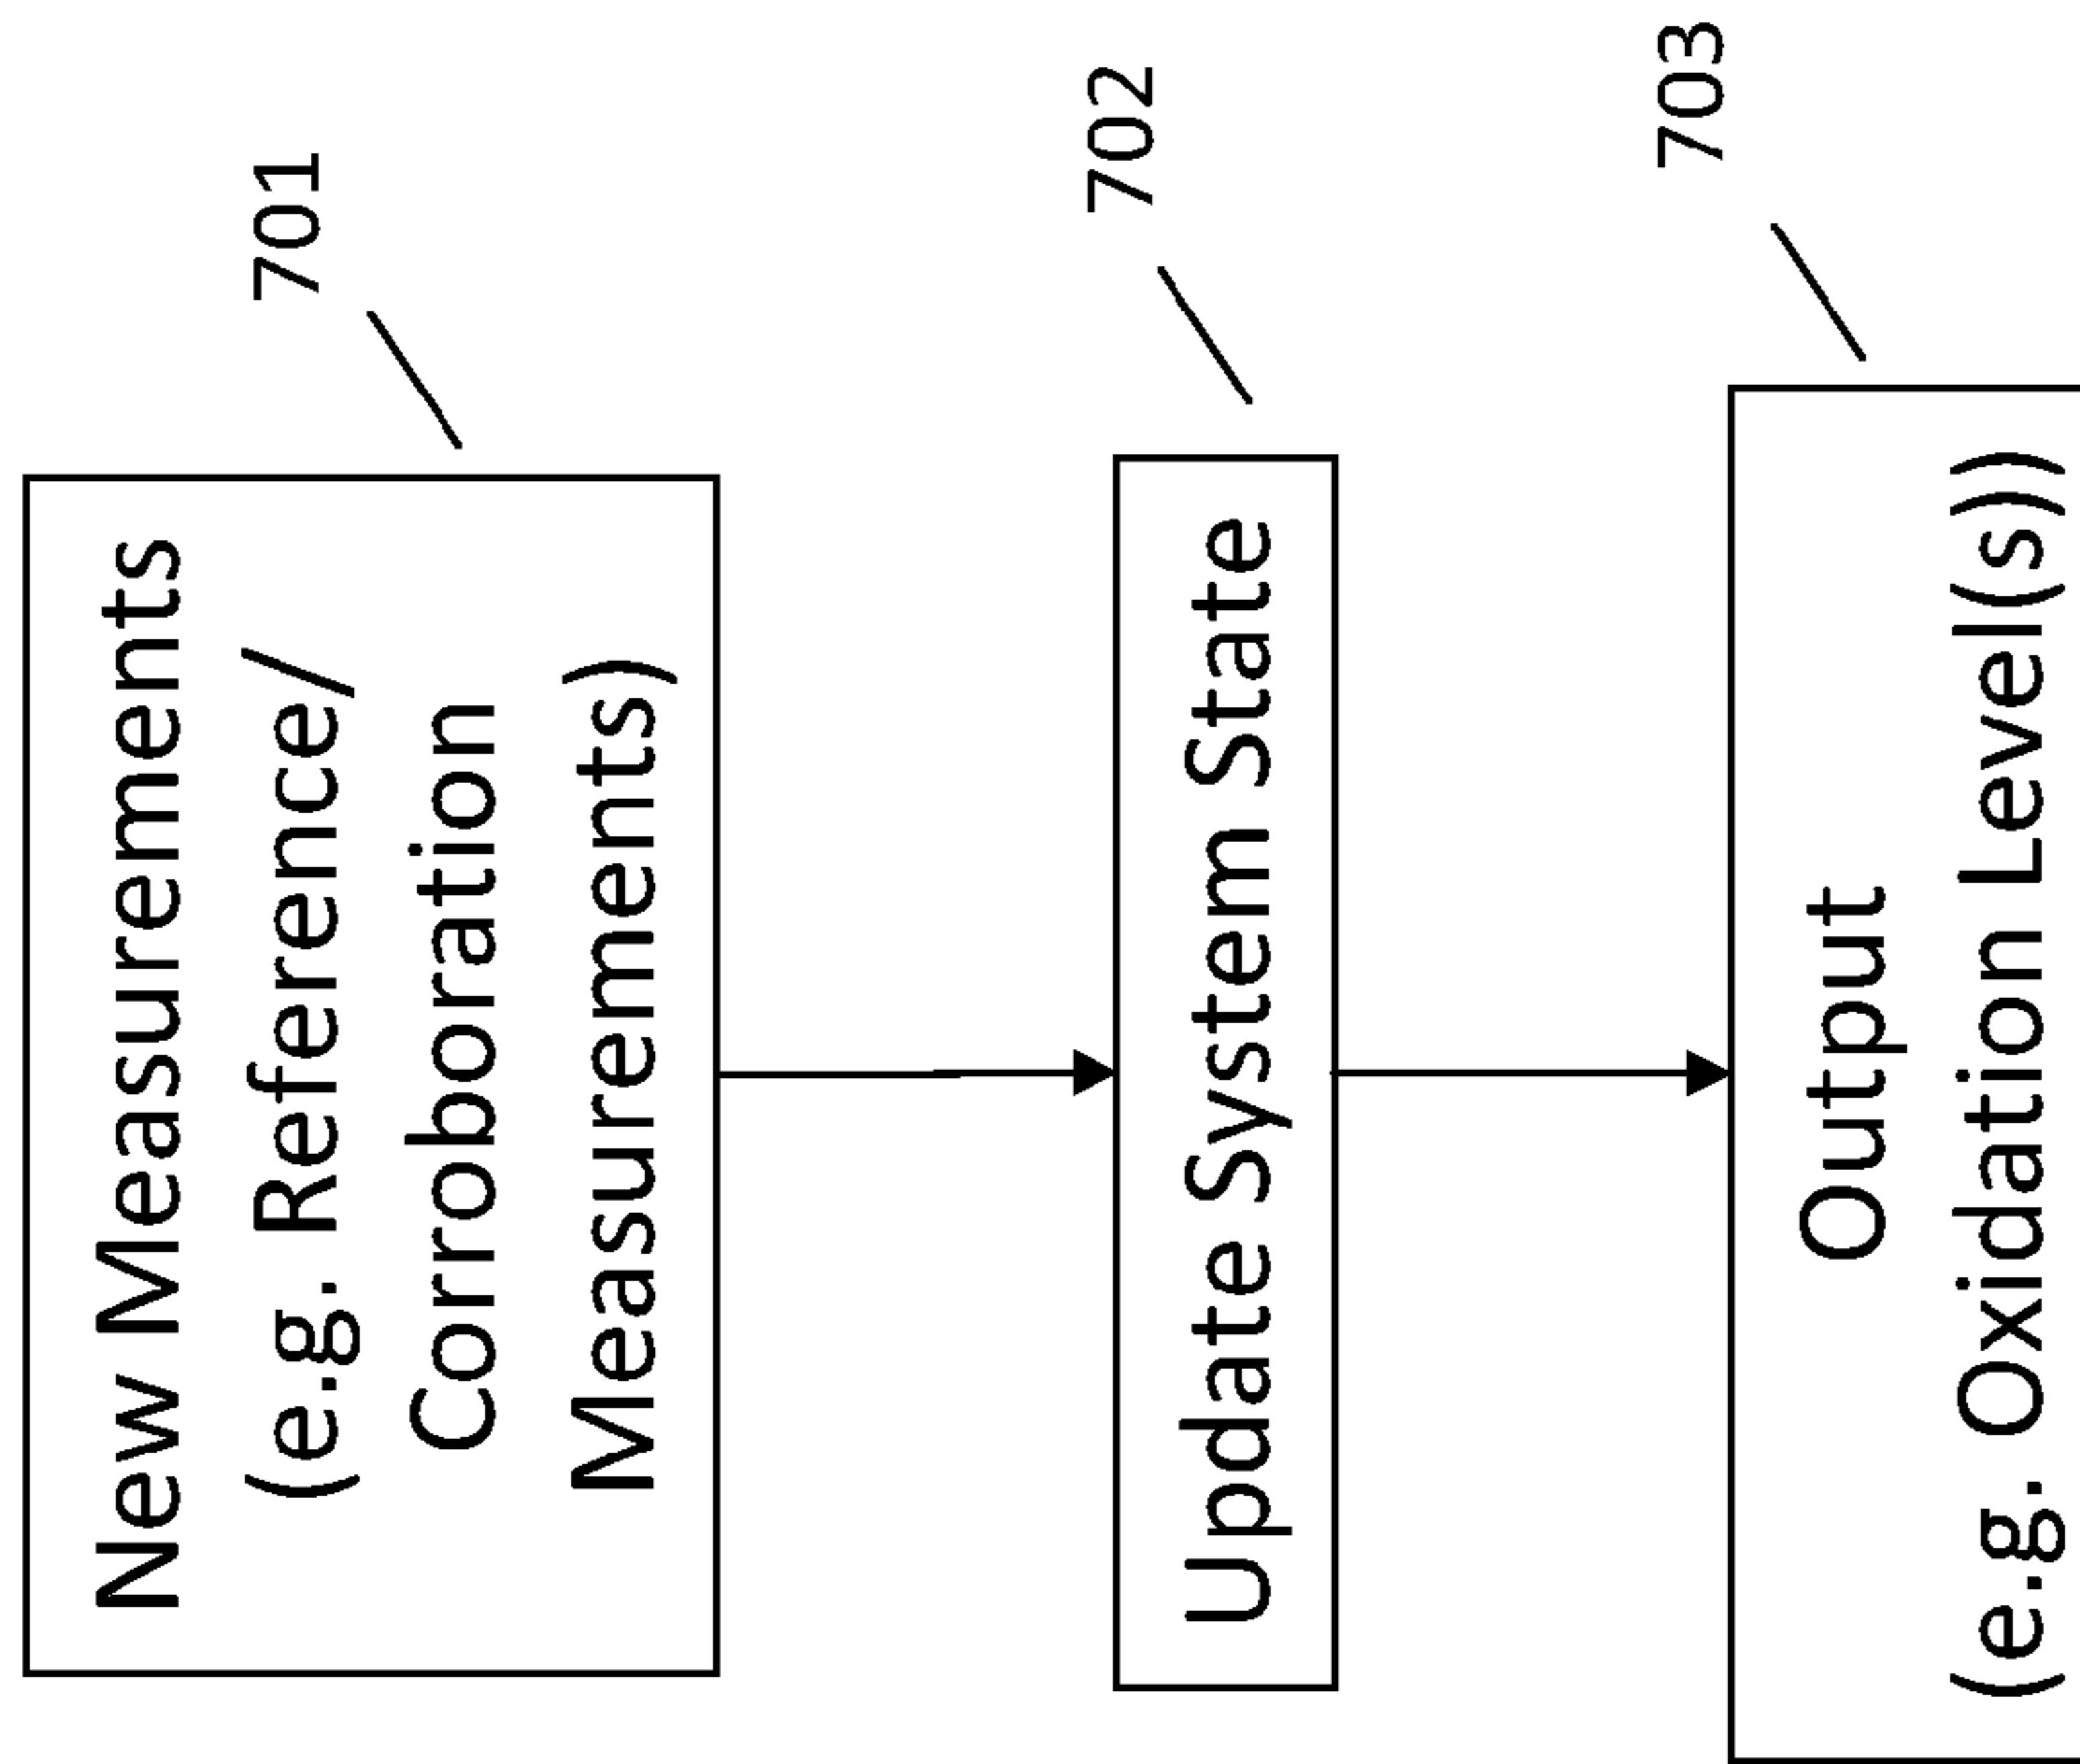 New Measurements
(e.g. Reference/
Corroboration
Measurements)
701
Update System State
702
Output
(e.g. Oxidation Level(s))
703